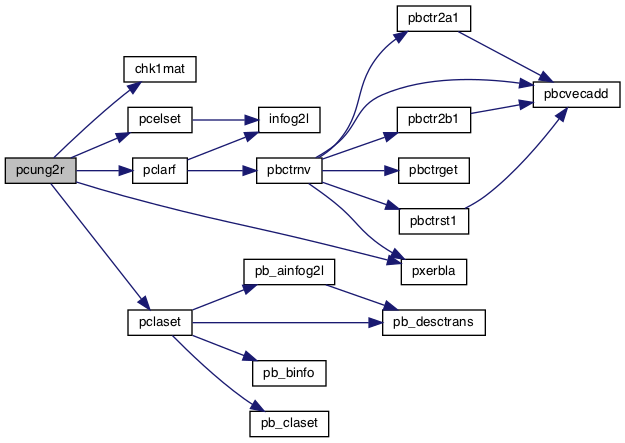 pbctr2a1
chk1mat
pbcvecadd
pcelset
infog2l
pbctr2b1
pcung2r
pclarf
pbctrnv
pbctrget
pbctrst1
pxerbla
pb_ainfog2l
pclaset
pb_desctrans
pb_binfo
pb_claset